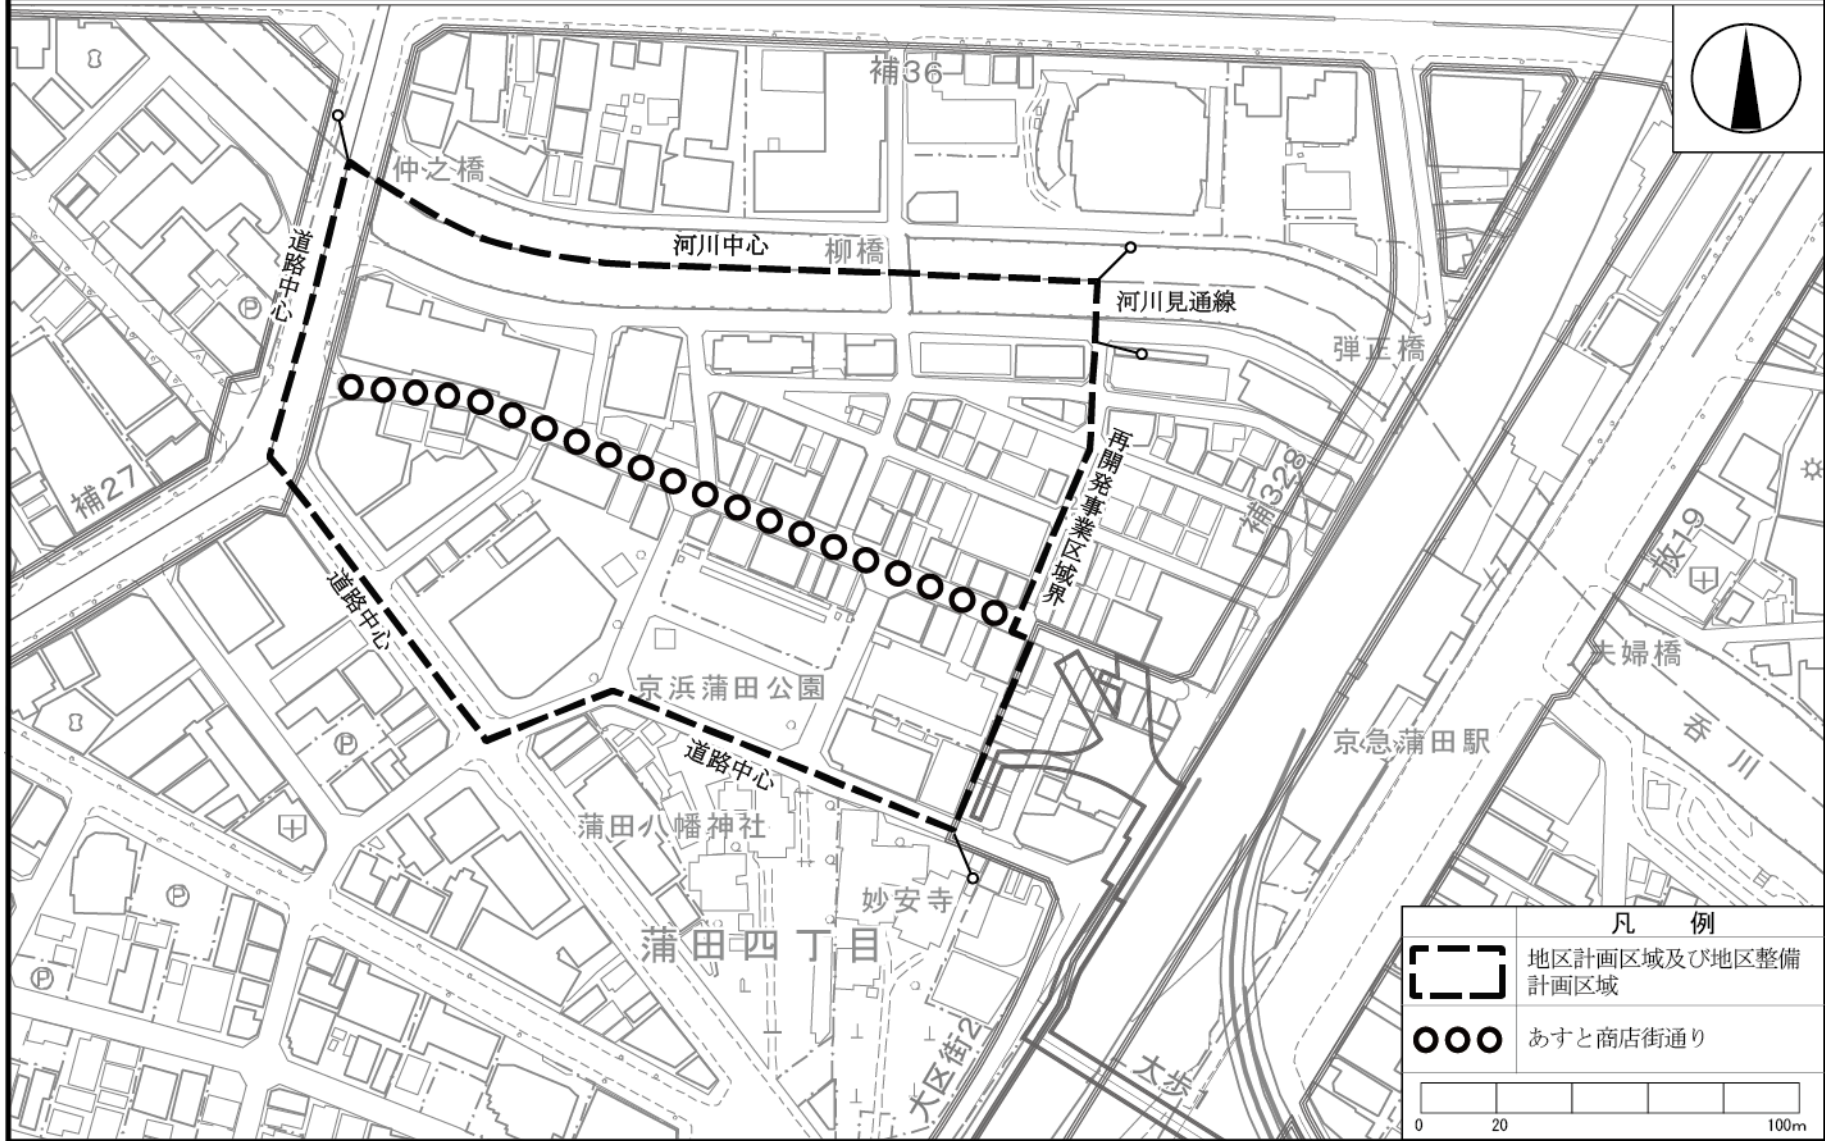 補36
仲之橋
河川中心
柳橋
道路中心
河川見通線
弾正橋
再開発事業区域界
補328
補27
道路中心
京浜蒲田公園
夫婦橋
呑川
京急蒲田駅
道路中心
蒲田八幡神社
妙安寺
蒲田四丁目
大区街2
大歩
凡 例
地区計画区域及び地区整備
計画区域
あすと商店街通り
0 20 100m
P
P
P
P